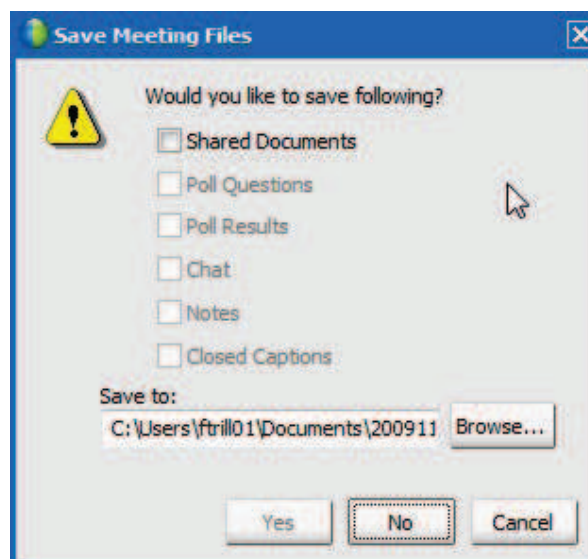 Save Meeting Files
Would you like to save following?
Shared Documents
Poll Questions
Poll Results
Chat
Notes
Closed Captions
Save to:
C:\Users\ftrill01\Documents\200911
Browse...
Yes
No
Cancel